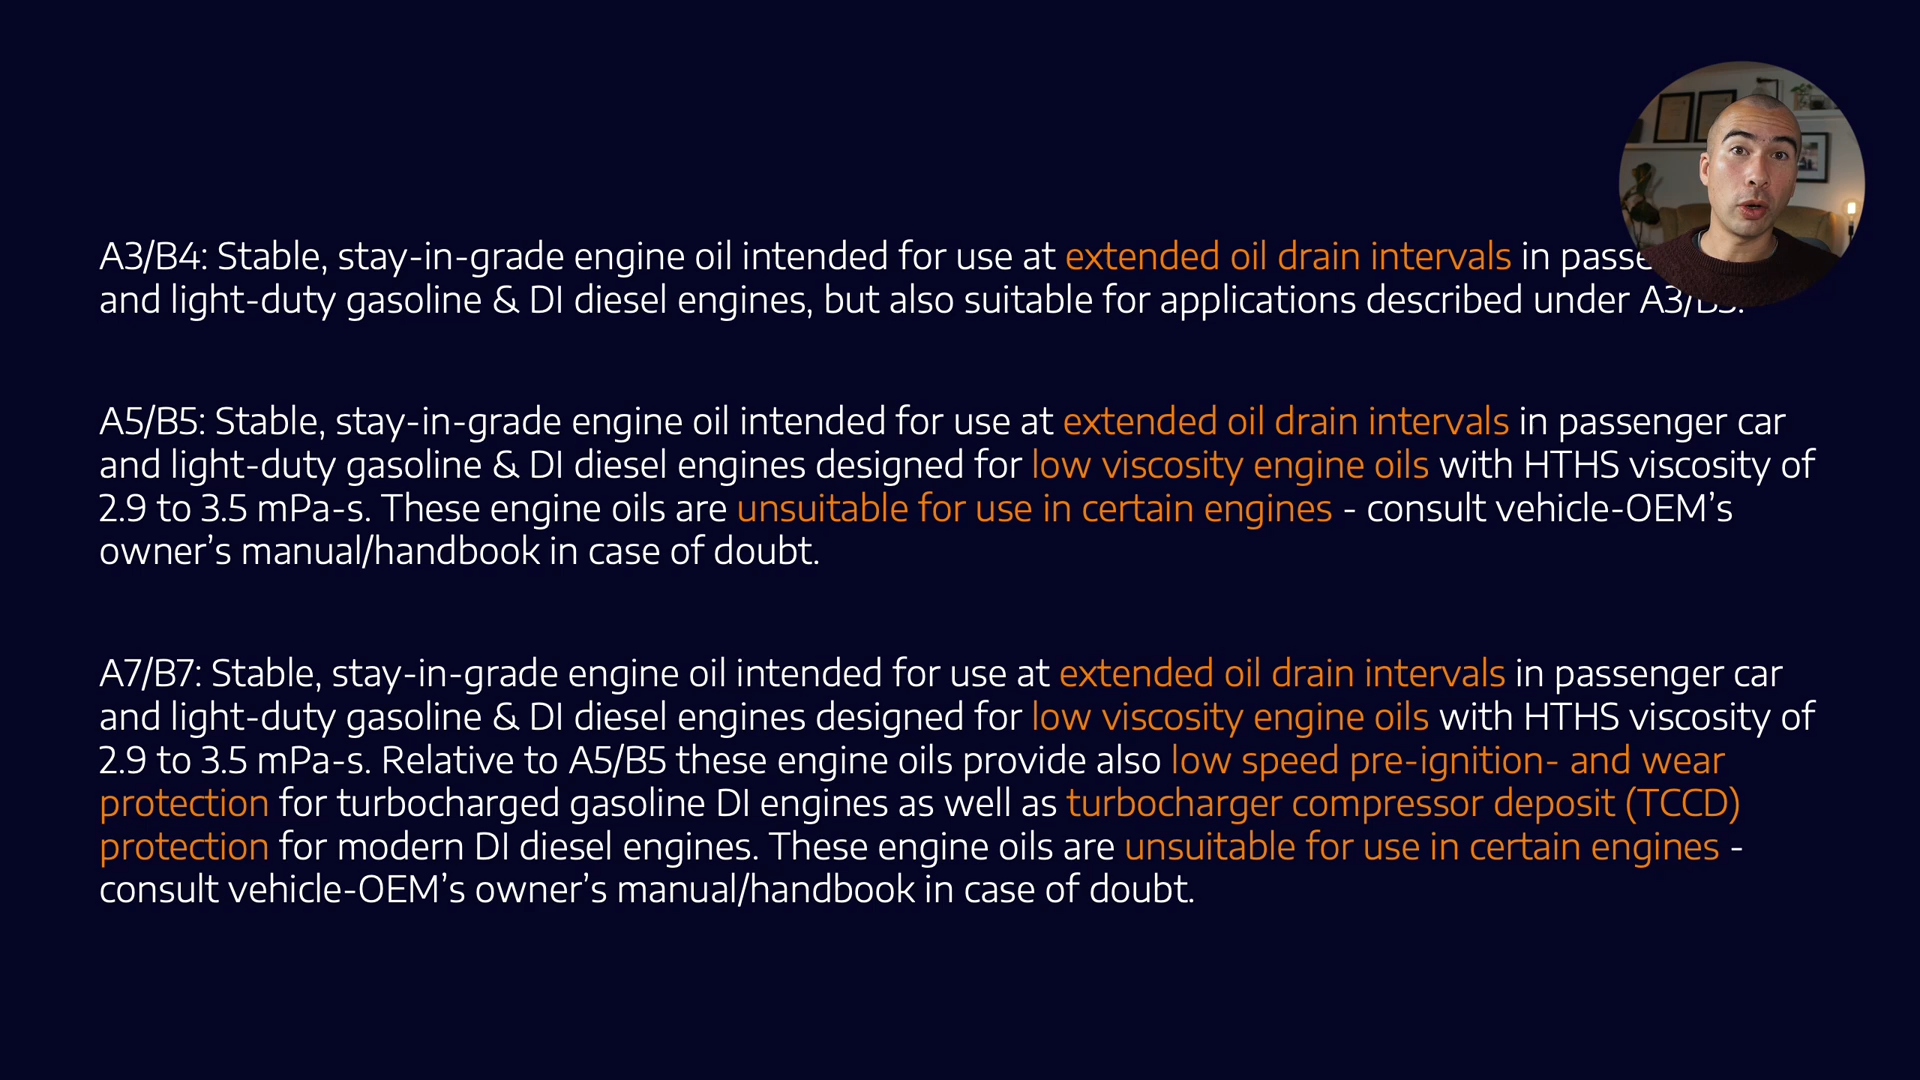 A3/B4: Stable, stay-in-grade engine oil intended for use at extended oil drain intervals in
and light-duty gasoline & DI diesel engines, but also suitable for applications described under
A5/B5: Stable, stay-in-grade engine oil intended for use at extended oil drain intervals in passenger car
and light-duty gasoline & DI diesel engines designed for low viscosity engine oils with HTHS viscosity of
2.9 to 3.5 mPa-s. These engine oils are unsuitable for use in certain engines - consult vehicle-OEM’s
owner’s manual/handbook in case of doubt.
A7/B7: Stable, stay-in-grade engine oil intended for use at extended oil drain intervals in passenger car
and light-duty gasoline & DI diesel engines designed for low viscosity engine oils with HTHS viscosity of
2.9 to 3.5 mPa-s. Relative to A5/B5 these engine oils provide also low speed pre-ignition- and wear
protection for turbocharged gasoline DI engines as well as turbocharger compressor deposit (TCCD)
protection for modern DI diesel engines. These engine oils are unsuitable for use in certain engines -
consult vehicle-OEM’s owner’s manual/handbook in case of doubt.